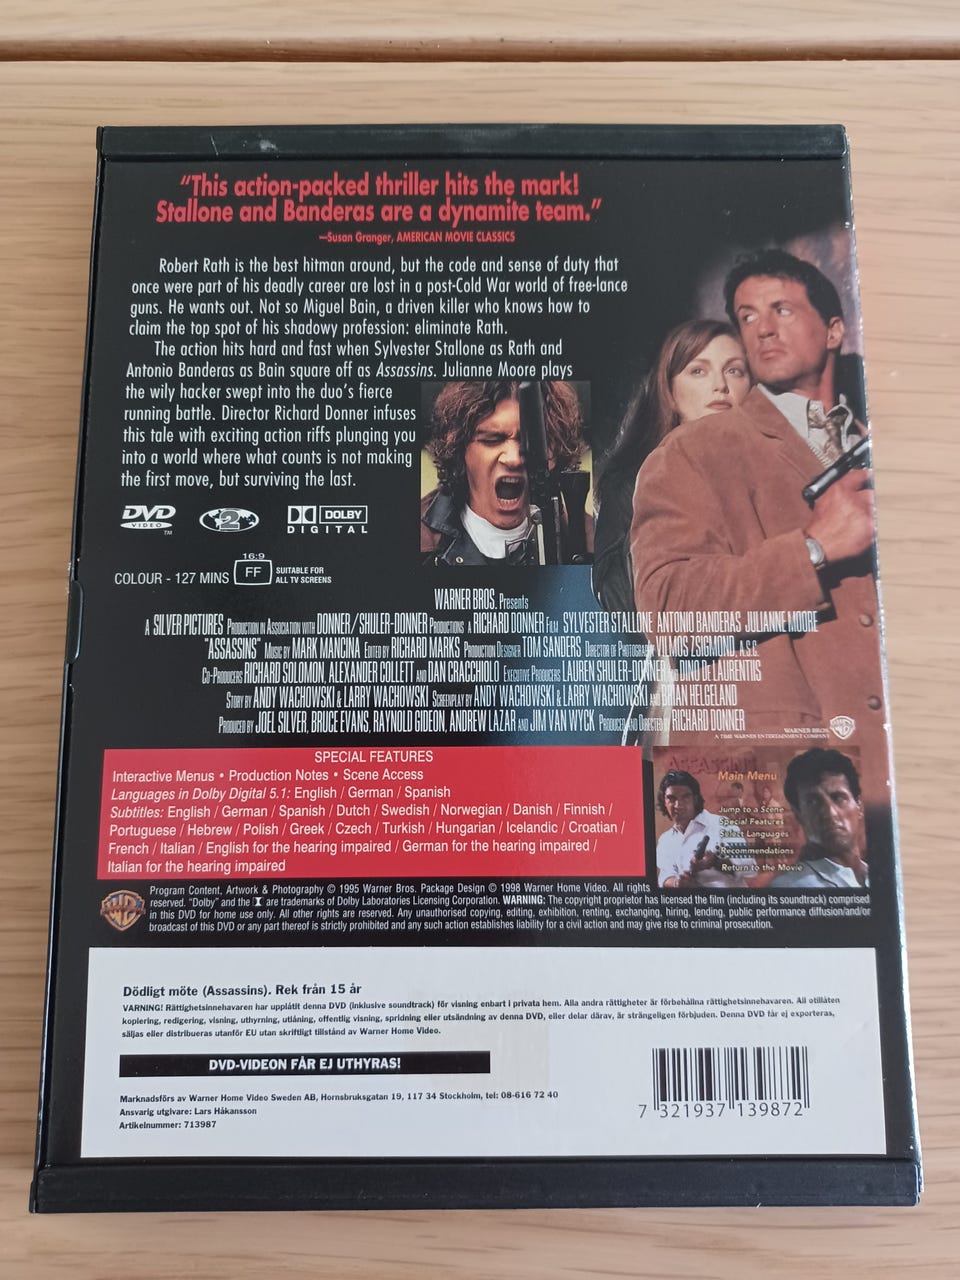 “This action-packed thriller hits the mark!
Stallone and Banderas are a dynamite team.”
—Susan Granger, AMERICAN MOVIE CLASSICS
Robert Rath is the best hitman around, but the code and sense of duty that
once were part of his deadly career are lost in a post-Cold War world of free-lance
guns. He wants out. Not so Miguel Bain, a driven killer who knows how to
claim the top spot of his shadowy profession: eliminate Rath.
The action hits hard and fast when Sylvester Stallone as Rath and
Antonio Banderas as Bain square off as Assassins. Julianne Moore plays
the wily hacker swept into the duo’s fierce
running battle. Director Richard Donner infuses
this tale with exciting action riffs plunging you
into a world where what counts is not making
the first move, but surviving the last.
DVD VIDEO TM
2
DOLBY DIGITAL
COLOUR - 127 MINS
16:9
FF
SUITABLE FOR
ALL TV SCREENS
WARNER BROS. Presents
A SILVER PICTURES PRODUCTION IN ASSOCIATION WITH DONNER/SHULER-DONNER PRODUCTIONS A RICHARD DONNER FILM SYLVESTER STALLONE ANTONIO BANDERAS JULIANNE MOORE
"ASSASSINS" MUSIC BY MARK MANCINA EDITED BY RICHARD MARKS PRODUCTION DESIGNER TOM SANDERS DIRECTOR OF PHOTOGRAPHY VILMOS ZSIGMOND, A.S.C.
CO-PRODUCERS RICHARD SOLOMON, ALEXANDER COLLETT AND DAN CRACCHIOLO EXECUTIVE PRODUCERS LAUREN SHULER-DONNER AND DINO DE LAURENTIIS
STORY BY ANDY WACHOWSKI & LARRY WACHOWSKI SCREENPLAY BY ANDY WACHOWSKI & LARRY WACHOWSKI AND BRIAN HELGELAND
PRODUCED BY JOEL SILVER, BRUCE EVANS, RAYNOLD GIDEON, ANDREW LAZAR AND JIM VAN WYCK PRODUCED AND DIRECTED BY RICHARD DONNER
WARNER BROS.
A TIME WARNER ENTERTAINMENT COMPANY
SPECIAL FEATURES
Interactive Menus • Production Notes • Scene Access
Languages in Dolby Digital 5.1: English / German / Spanish
Subtitles: English / German / Spanish / Dutch / Swedish / Norwegian / Danish / Finnish /
Portuguese / Hebrew / Polish / Greek / Czech / Turkish / Hungarian / Icelandic / Croatian /
French / Italian / English for the hearing impaired / German for the hearing impaired /
Italian for the hearing impaired
ASSASSINS
Main Menu
Jump to a Scene
Special Features
Select Languages
Recommendations
Return to the Movie
Program Content, Artwork & Photography © 1995 Warner Bros. Package Design © 1998 Warner Home Video. All rights
reserved. "Dolby" and the are trademarks of Dolby Laboratories Licensing Corporation. WARNING: The copyright proprietor has licensed the film (including its soundtrack) comprised
in this DVD for home use only. All other rights are reserved. Any unauthorised copying, editing, exhibition, renting, exchanging, hiring, lending, public performance diffusion/and/or
broadcast of this DVD or any part thereof is strictly prohibited and any such action establishes liability for a civil action and may give rise to criminal prosecution.
Dödligt möte (Assassins). Rek från 15 år
VARNING! Rättighetsinnehavaren har upplåtit denna DVD (inklusive soundtrack) för visning enbart i privata hem. Alla andra rättigheter är förbehållna rättighetsinnehavaren. All otillåten
kopiering, redigering, visning, uthyrning, utlåning, offentlig visning, spridning eller utsändning av denna DVD, eller delar därav, är strängeligen förbjuden. Denna DVD får ej exporteras,
säljas eller distribueras utanför EU utan skriftligt tillstånd av Warner Home Video.
DVD-VIDEON FÅR EJ UTHYRAS!
Marknadsförs av Warner Home Video Sweden AB, Hornsbruksgatan 19, 117 34 Stockholm, tel: 08-616 72 40
Ansvarig utgivare: Lars Håkansson
Artikelnummer: 713987
7 321937 139872